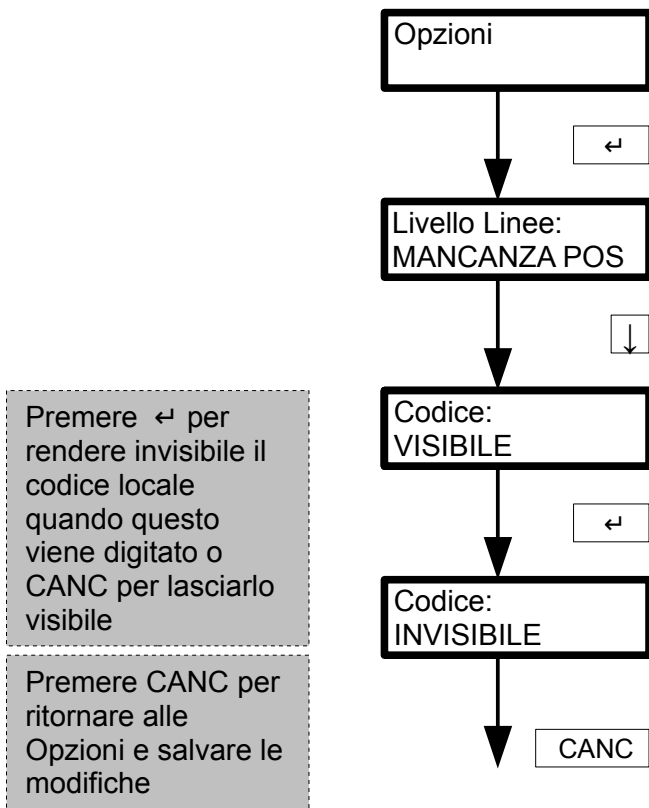 Opzioni
↵
Livello Linee:
MANCANZA POS
↓
Codice:
VISIBILE
Premere ↵ per
rendere invisibile il
codice locale
quando questo
viene digitato o
CANC per lasciarlo
visibile
↵
Codice:
INVISIBILE
Premere CANC per
ritornare alle
Opzioni e salvare le
modifiche
CANC